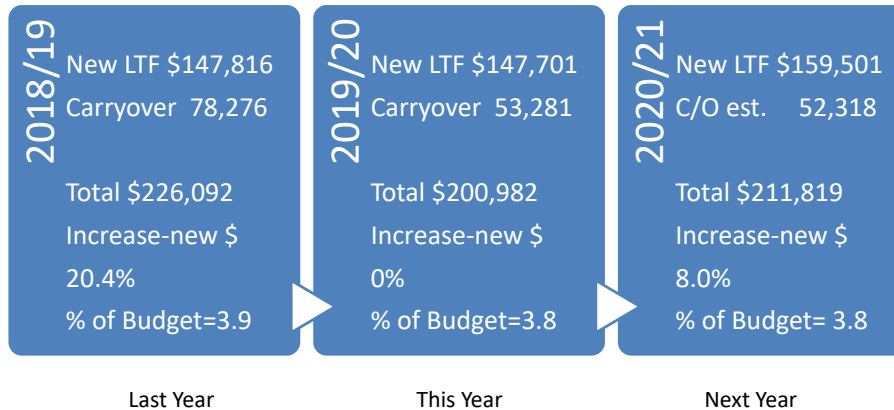 2018/19
New LTF $147,816
Carryover 78,276
Total $226,092
Increase-new $
20.4%
% of Budget=3.9
2019/20
New LTF $147,701
Carryover 53,281
Total $200,982
Increase-new $
0%
% of Budget=3.8
2020/21
New LTF $159,501
C/O est. 52,318
Total $211,819
Increase-new $
8.0%
% of Budget= 3.8
Last Year
This Year
Next Year